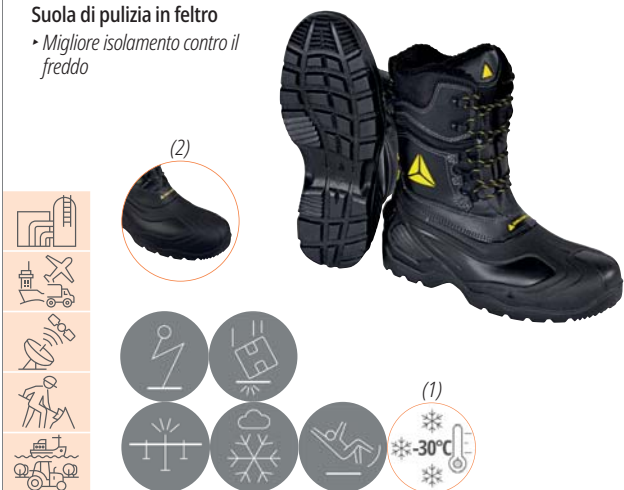 Suola di pulizia in feltro
‣ Migliore isolamento contro il
freddo
(2)
(1)
-30°C